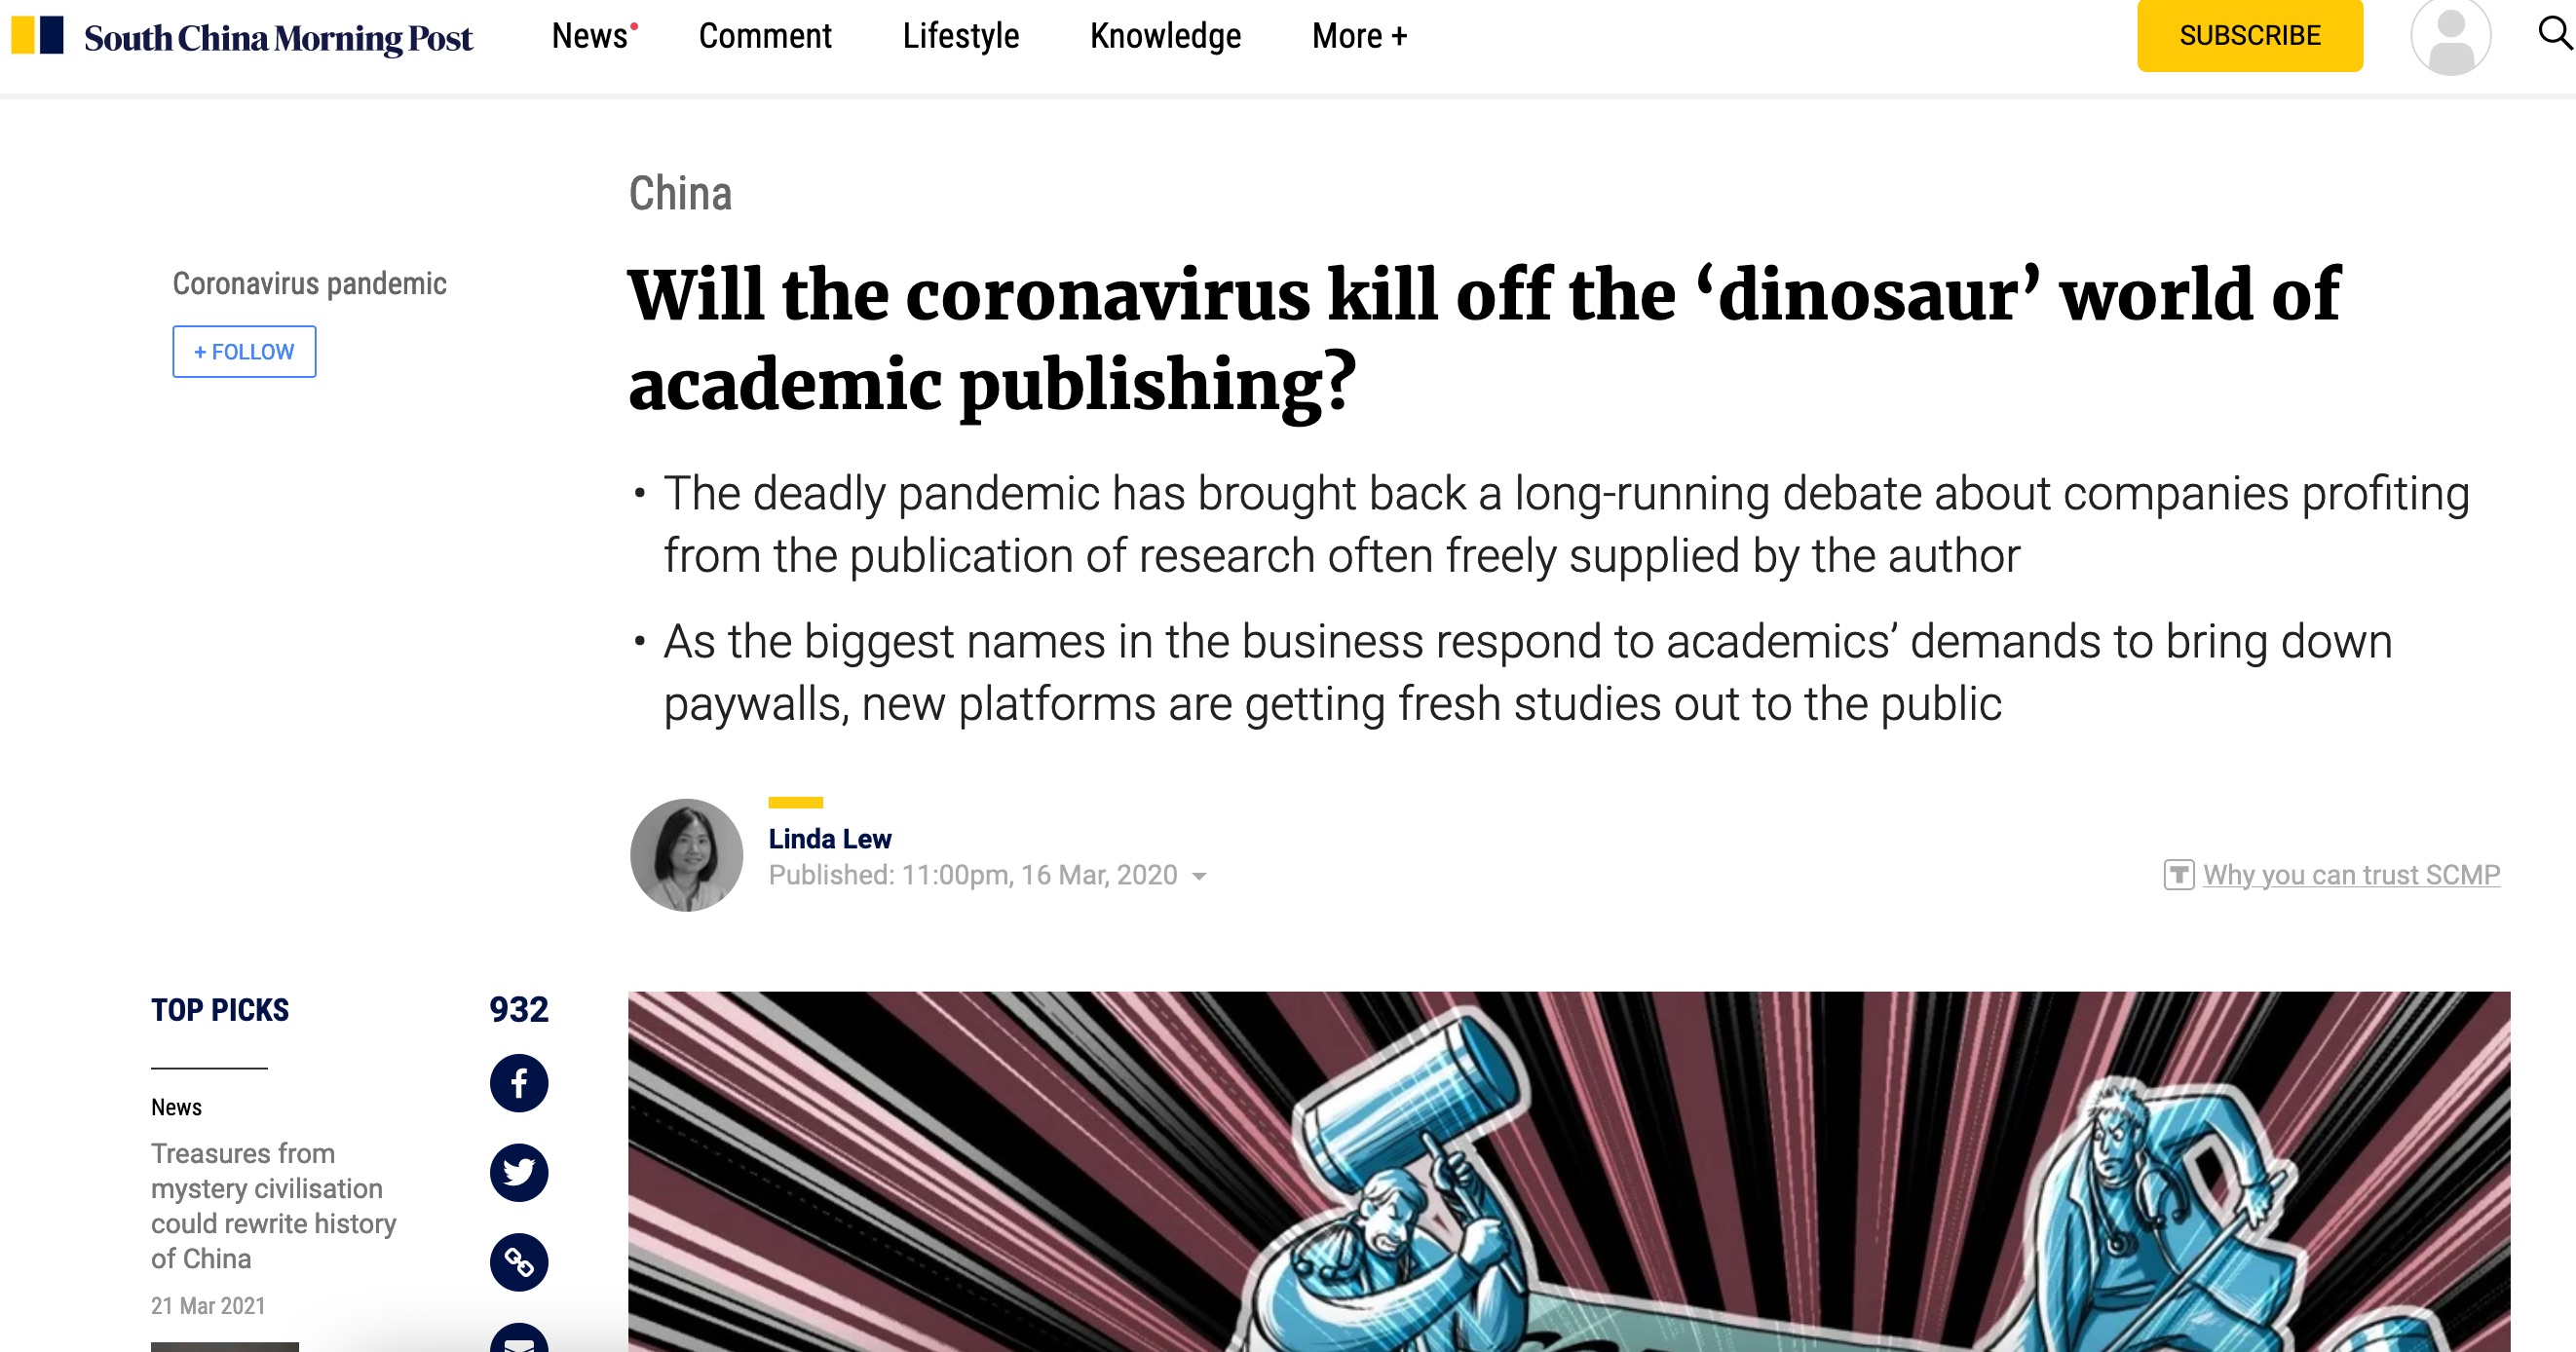 South China Morning Post
News
Comment
Lifestyle
Knowledge
More +
SUBSCRIBE
China
Coronavirus pandemic
+ FOLLOW
Will the coronavirus kill off the ‘dinosaur’ world of
academic publishing?
• The deadly pandemic has brought back a long-running debate about companies profiting
from the publication of research often freely supplied by the author
• As the biggest names in the business respond to academics’ demands to bring down
paywalls, new platforms are getting fresh studies out to the public
Linda Lew
Published: 11:00pm, 16 Mar, 2020
T Why you can trust SCMP
TOP PICKS
932
News
Treasures from
mystery civilisation
could rewrite history
of China
21 Mar 2021